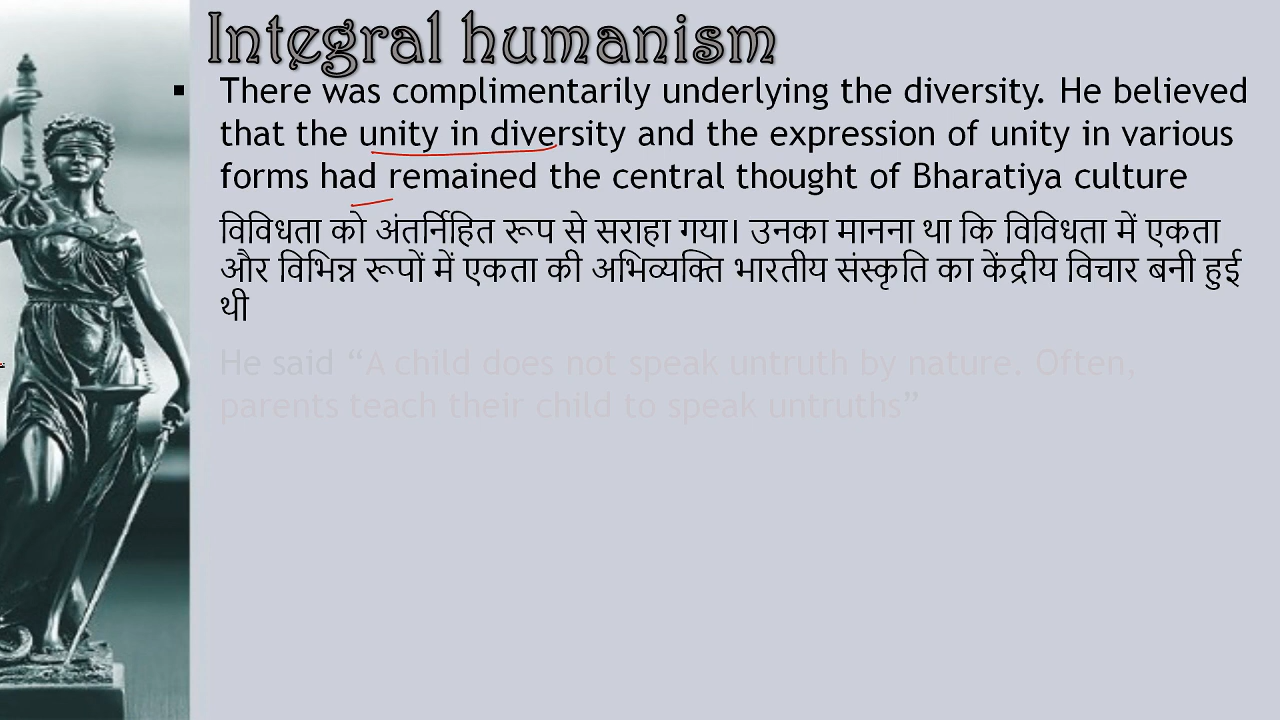 Integral humanism
▪ There was complimentarily underlying the diversity. He believed
that the unity in diversity and the expression of unity in various
forms had remained the central thought of Bharatiya culture
विविधता को अंतर्निहित रूप से सराहा गया। उनका मानना था कि विविधता में एकता
और विभिन्न रूपों में एकता की अभिव्यक्ति भारतीय संस्कृति का केंद्रीय विचार बनी हुई
थी
He said “A child does not speak untruth by nature. Often,
parents teach their child to speak untruths”